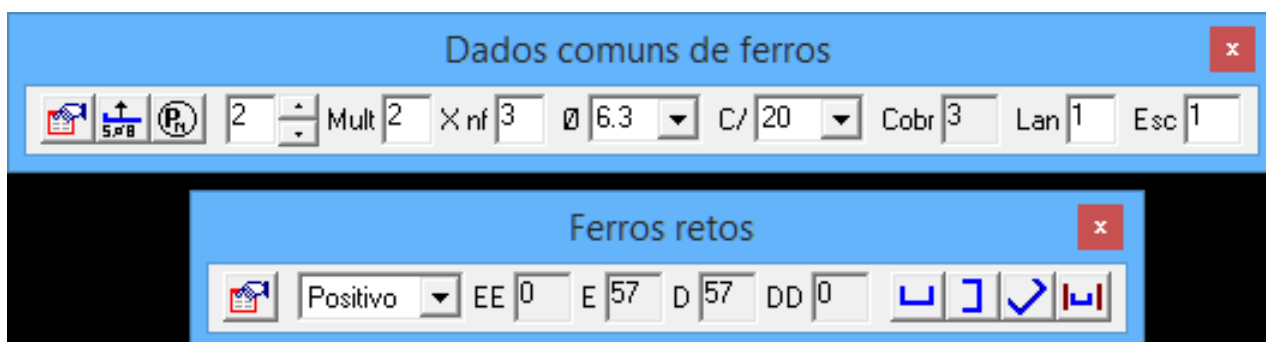 Dados comuns de ferros x
S≠B PN 2 Mult 2 X nf 3 Ø 6.3 C/ 20 Cobr 3 Lan 1 Esc 1
Ferros retos x
Positivo EE 0 E 57 D 57 DD 0